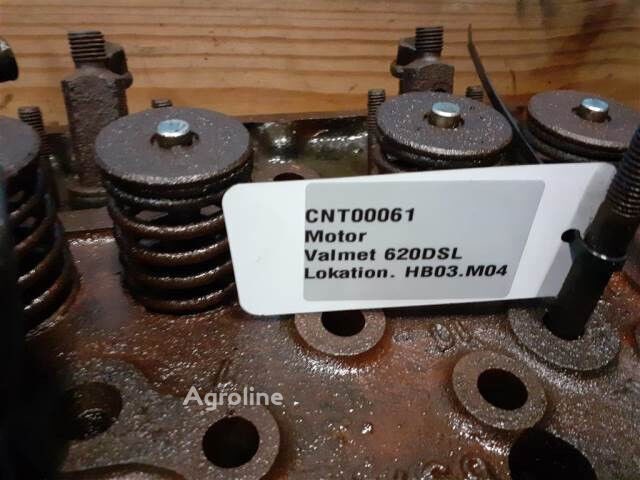 CNT00061
Motor
Valmet 620DSL
Lokation. HB03.M04
Agroline